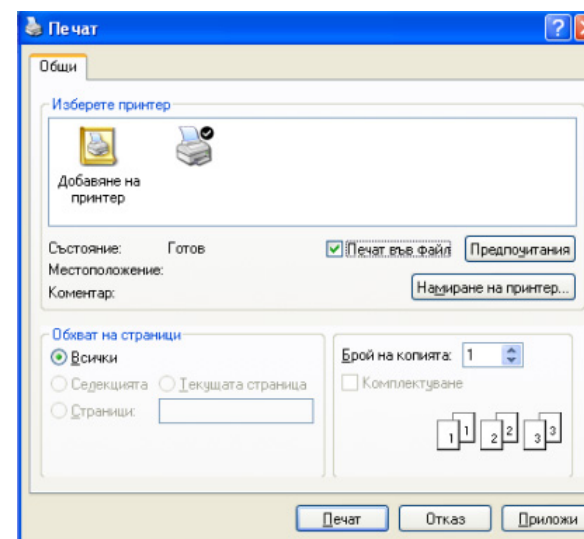 Печат
Общи
Изберете принтер
Добавяне на
принтер
Състояние: Готов
Местоположение:
Коментар:
Печат във файл
Предпочитания
Намиране на принтер...
Обхват на страници
Всички
Селекцията Текущата страница
Страници:
Брой на копията: 1
Комплектуване
1 1 2 2 3 3
Печат Отказ Приложи